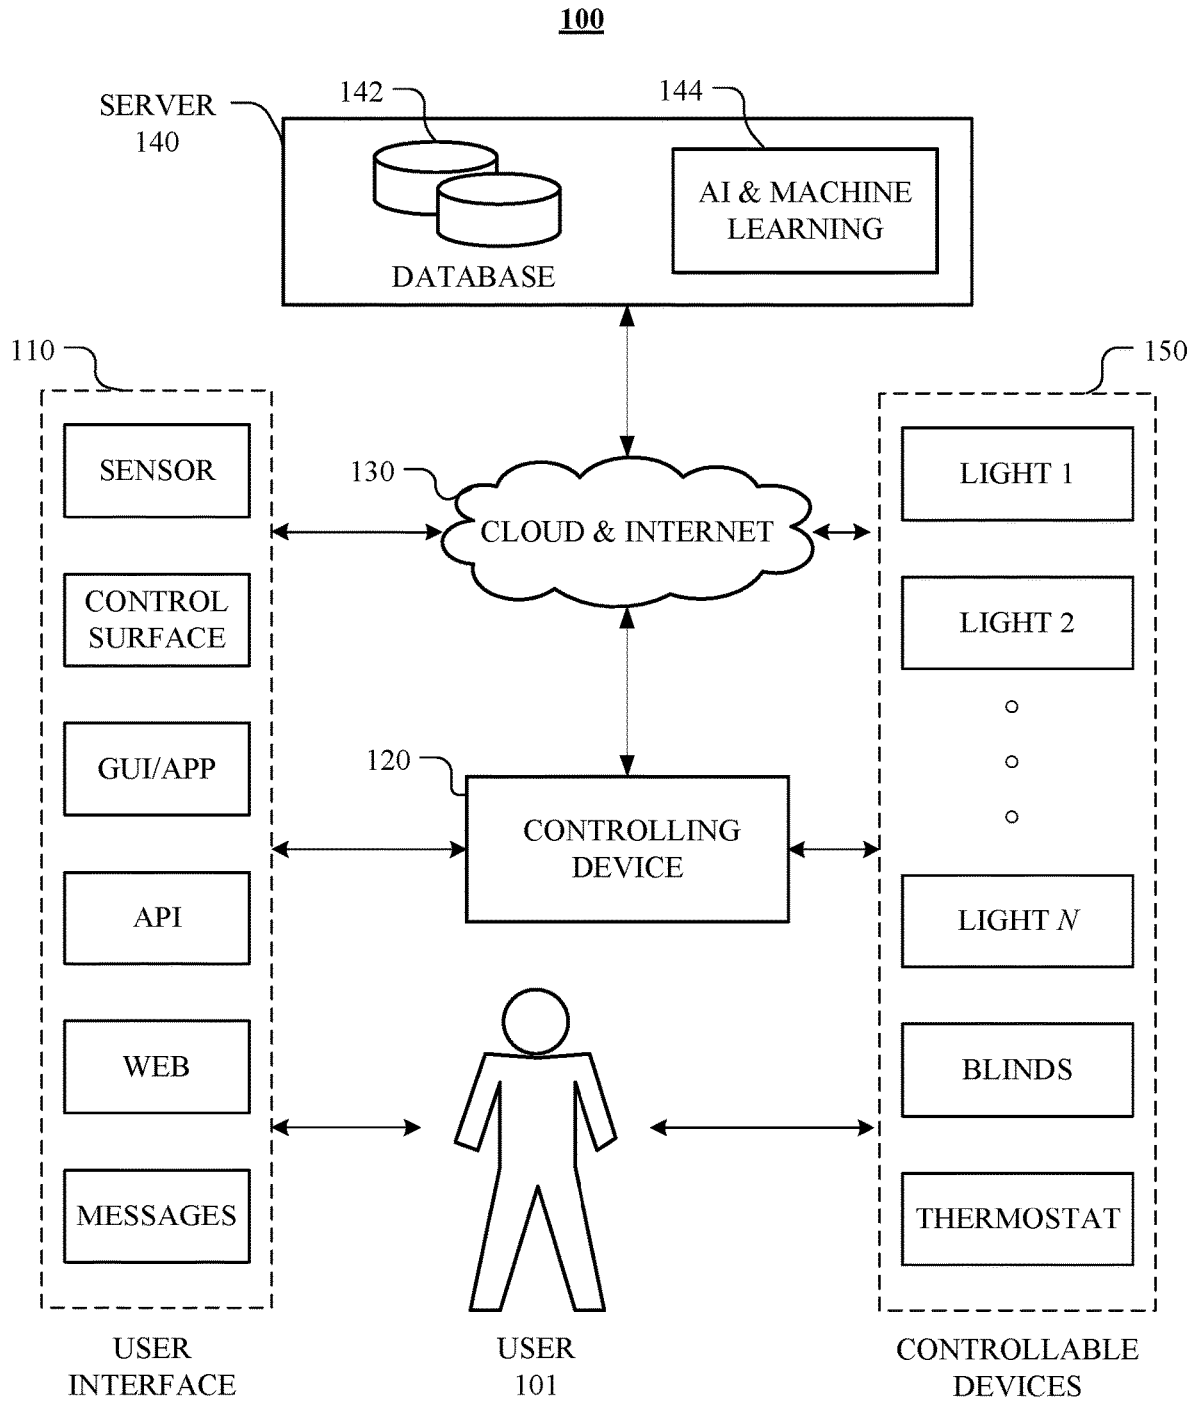 100
SERVER
140
142
144
AI & MACHINE
LEARNING
DATABASE
110
150
SENSOR
130
LIGHT 1
CLOUD & INTERNET
CONTROL
SURFACE
LIGHT 2
GUI/APP
120
CONTROLLING
DEVICE
API
LIGHT N
WEB
BLINDS
MESSAGES
THERMOSTAT
USER
INTERFACE
USER
101
CONTROLLABLE
DEVICES